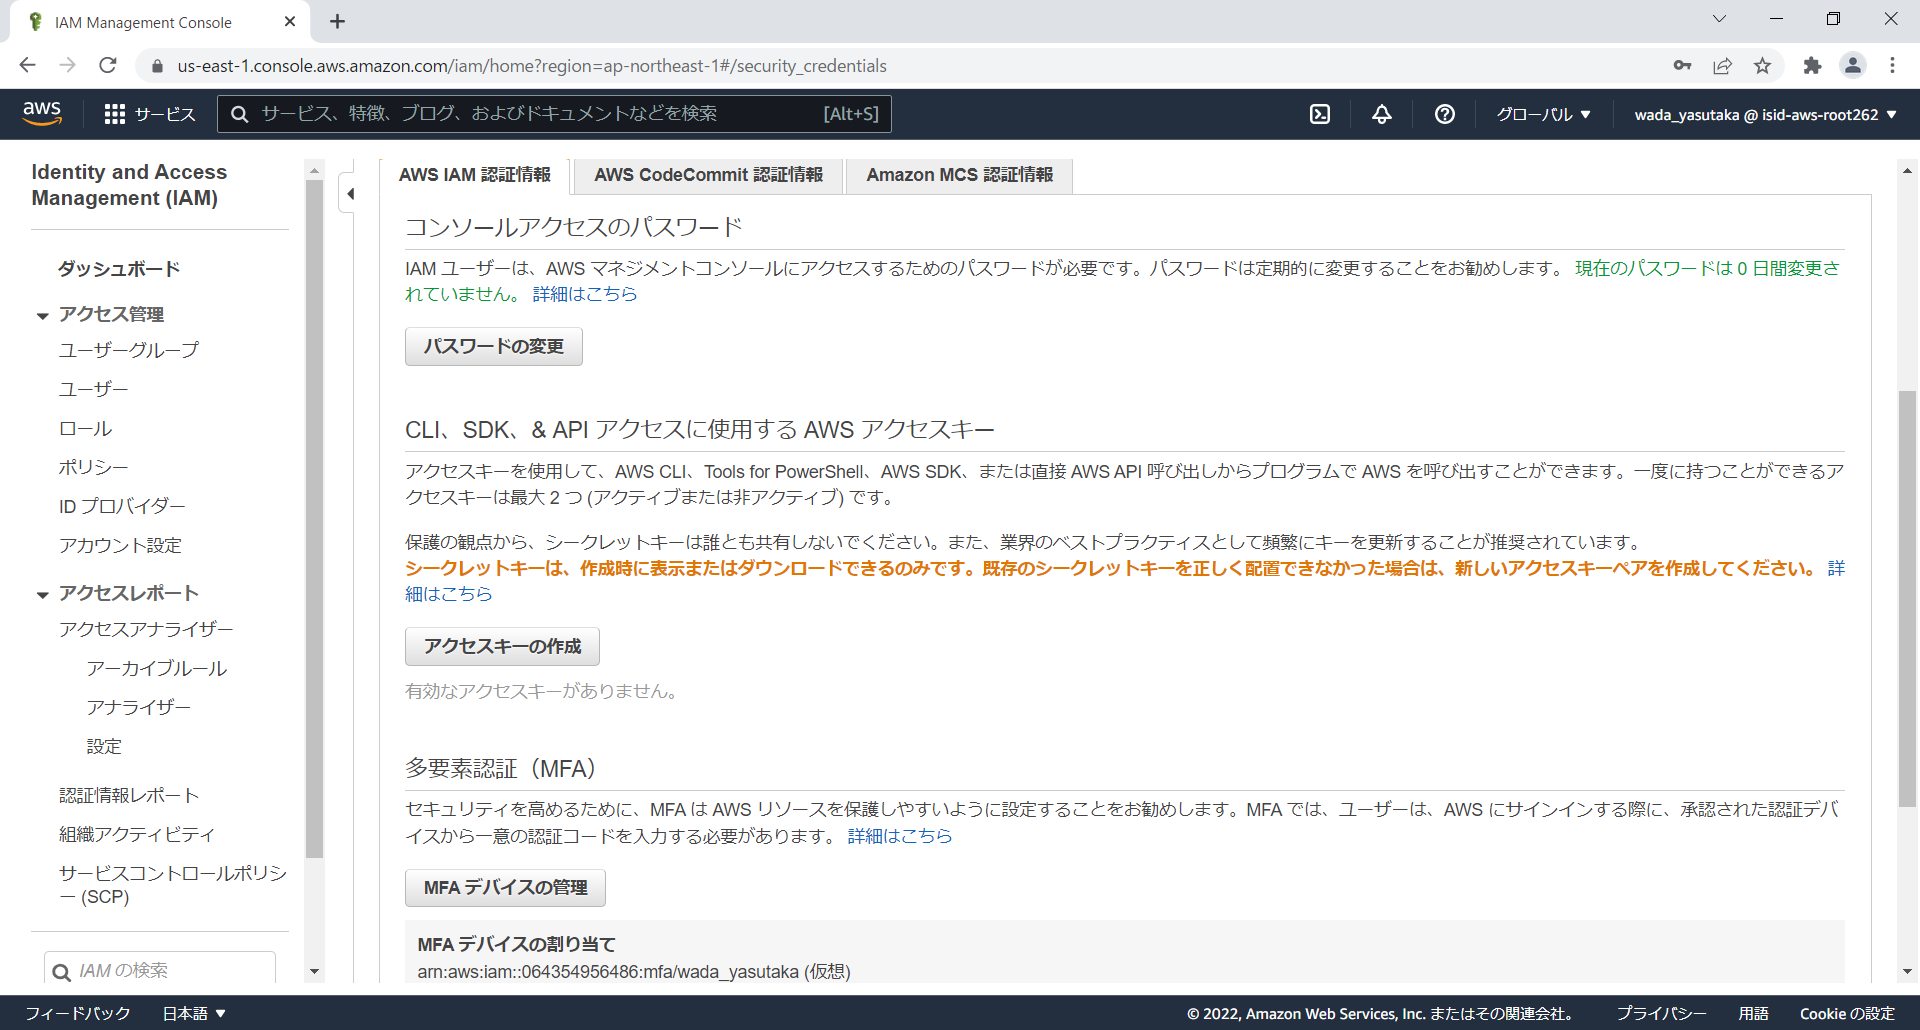 IAM Management Console
us-east-1.console.aws.amazon.com/iam/home?region=ap-northeast-1#/security_credentials
aws
サービス
サービス、特徴、ブログ、およびドキュメントなどを検索
[Alt+S]
グローバル ▼
wada_yasutaka @ isid-aws-root262 ▼
Identity and Access
Management (IAM)
ダッシュボード
アクセス管理
ユーザーグループ
ユーザー
ロール
ポリシー
ID プロバイダー
アカウント設定
アクセスレポート
アクセスアナライザー
アーカイブルール
アナライザー
設定
認証情報レポート
組織アクティビティ
サービスコントロールポリシ
ー (SCP)
IAM の検索
AWS IAM 認証情報
AWS CodeCommit 認証情報
Amazon MCS 認証情報
コンソールアクセスのパスワード
IAM ユーザーは、AWS マネジメントコンソールにアクセスするためのパスワードが必要です。パスワードは定期的に変更することをお勧めします。 現在のパスワードは 0 日間変更さ
れていません。 詳細はこちら
パスワードの変更
CLI、SDK、& API アクセスに使用する AWS アクセスキー
アクセスキーを使用して、AWS CLI、Tools for PowerShell、AWS SDK、または直接 AWS API 呼び出しからプログラムで AWS を呼び出すことができます。一度に持つことができるア
クセスキーは最大 2 つ (アクティブまたは非アクティブ) です。
保護の観点から、シークレットキーは誰とも共有しないでください。また、業界のベストプラクティスとして頻繁にキーを更新することが推奨されています。
シークレットキーは、作成時に表示またはダウンロードできるのみです。既存のシークレットキーを正しく配置できなかった場合は、新しいアクセスキーペアを作成してください。 詳
細はこちら
アクセスキーの作成
有効なアクセスキーがありません。
多要素認証（MFA）
セキュリティを高めるために、MFA は AWS リソースを保護しやすいように設定することをお勧めします。MFA では、ユーザーは、AWS にサインインする際に、承認された認証デバ
イスから一意の認証コードを入力する必要があります。 詳細はこちら
MFA デバイスの管理
MFA デバイスの割り当て
arn:aws:iam::064354956486:mfa/wada_yasutaka (仮想)
フィードバック
日本語 ▼
© 2022, Amazon Web Services, Inc. またはその関連会社。
プライバシー
用語
Cookie の設定